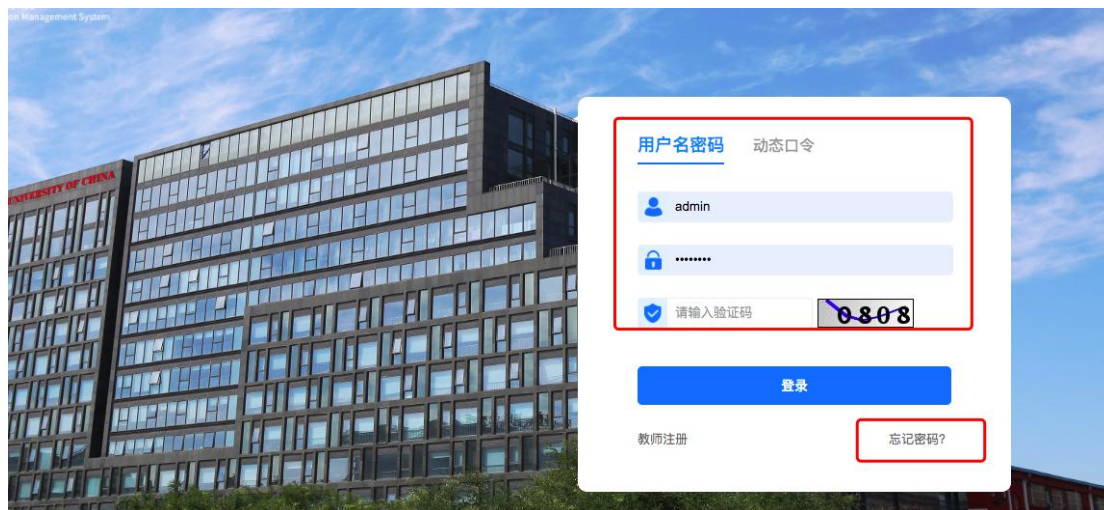 on Management System
UNIVERSITY OF CHINA
用户名密码 动态口令
admin
••••••••
请输入验证码 0808
登录
教师注册 忘记密码?